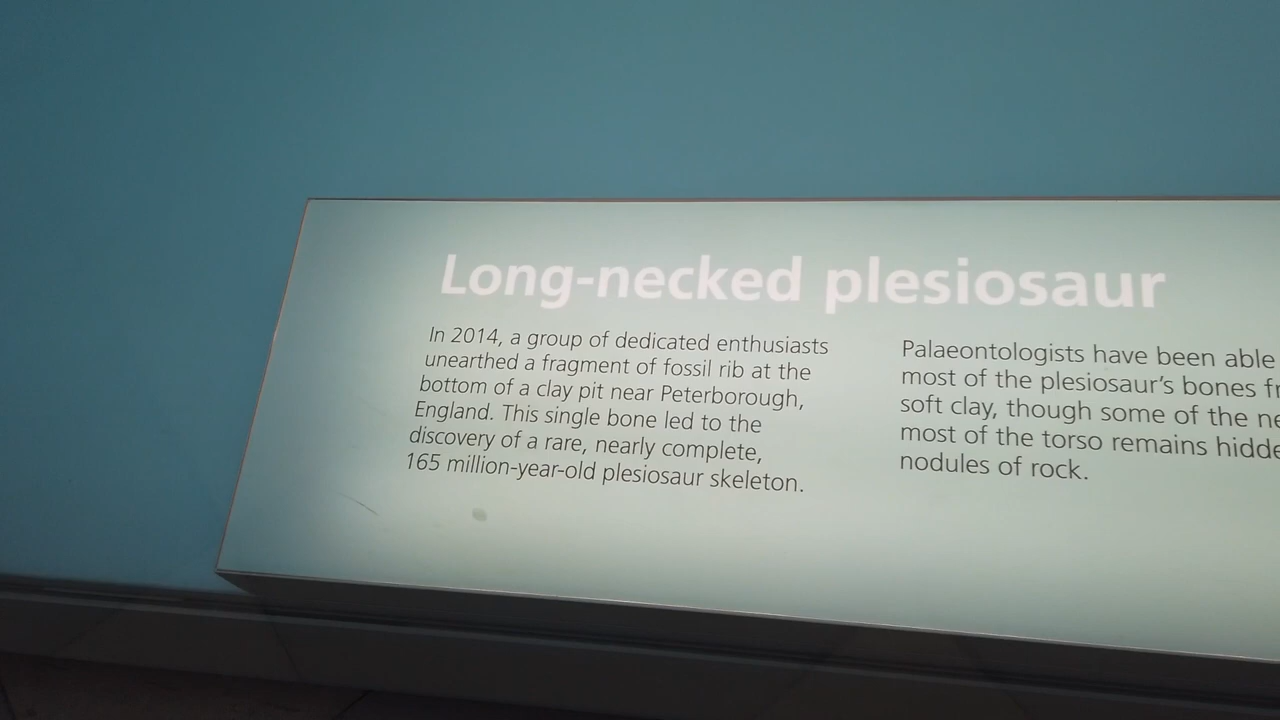 Long-necked plesiosaur
In 2014, a group of dedicated enthusiasts
unearthed a fragment of fossil rib at the
bottom of a clay pit near Peterborough,
England. This single bone led to the
discovery of a rare, nearly complete,
165 million-year-old plesiosaur skeleton.
Palaeontologists have been able
most of the plesiosaur's bones
soft clay, though some of the
most of the torso remains
nodules of rock.